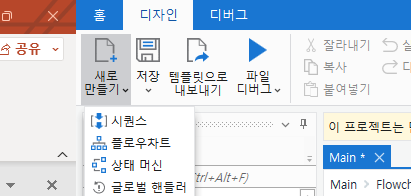 홈 디자인 디버그
공유
새로
만들기
저장
템플릿으로
내보내기
파일
디버그
잘라내기
복사
붙여넣기
시퀀스
플로우차트
상태 머신
글로벌 핸들러
이 프로젝트는
Ctrl+Alt+F)
Main *
Main > Flowc